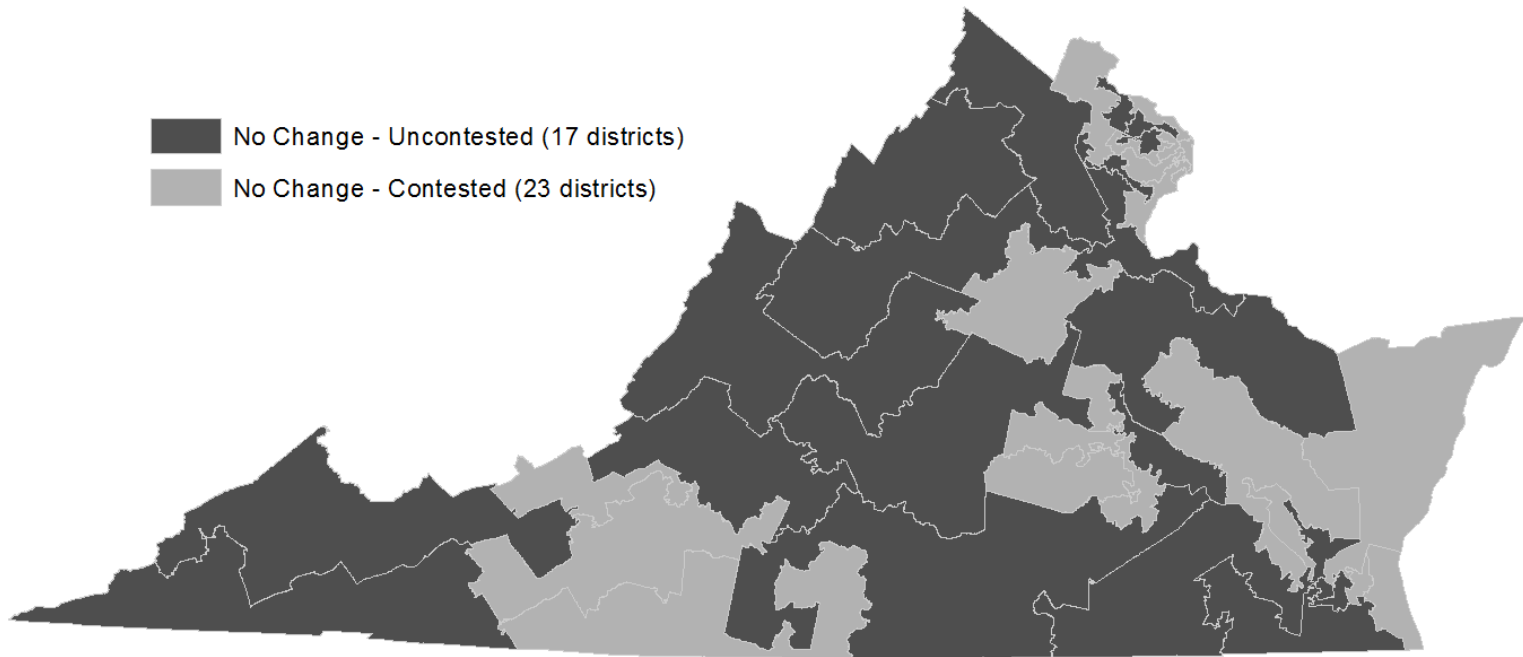 No Change - Uncontested (17 districts)
No Change - Contested (23 districts)